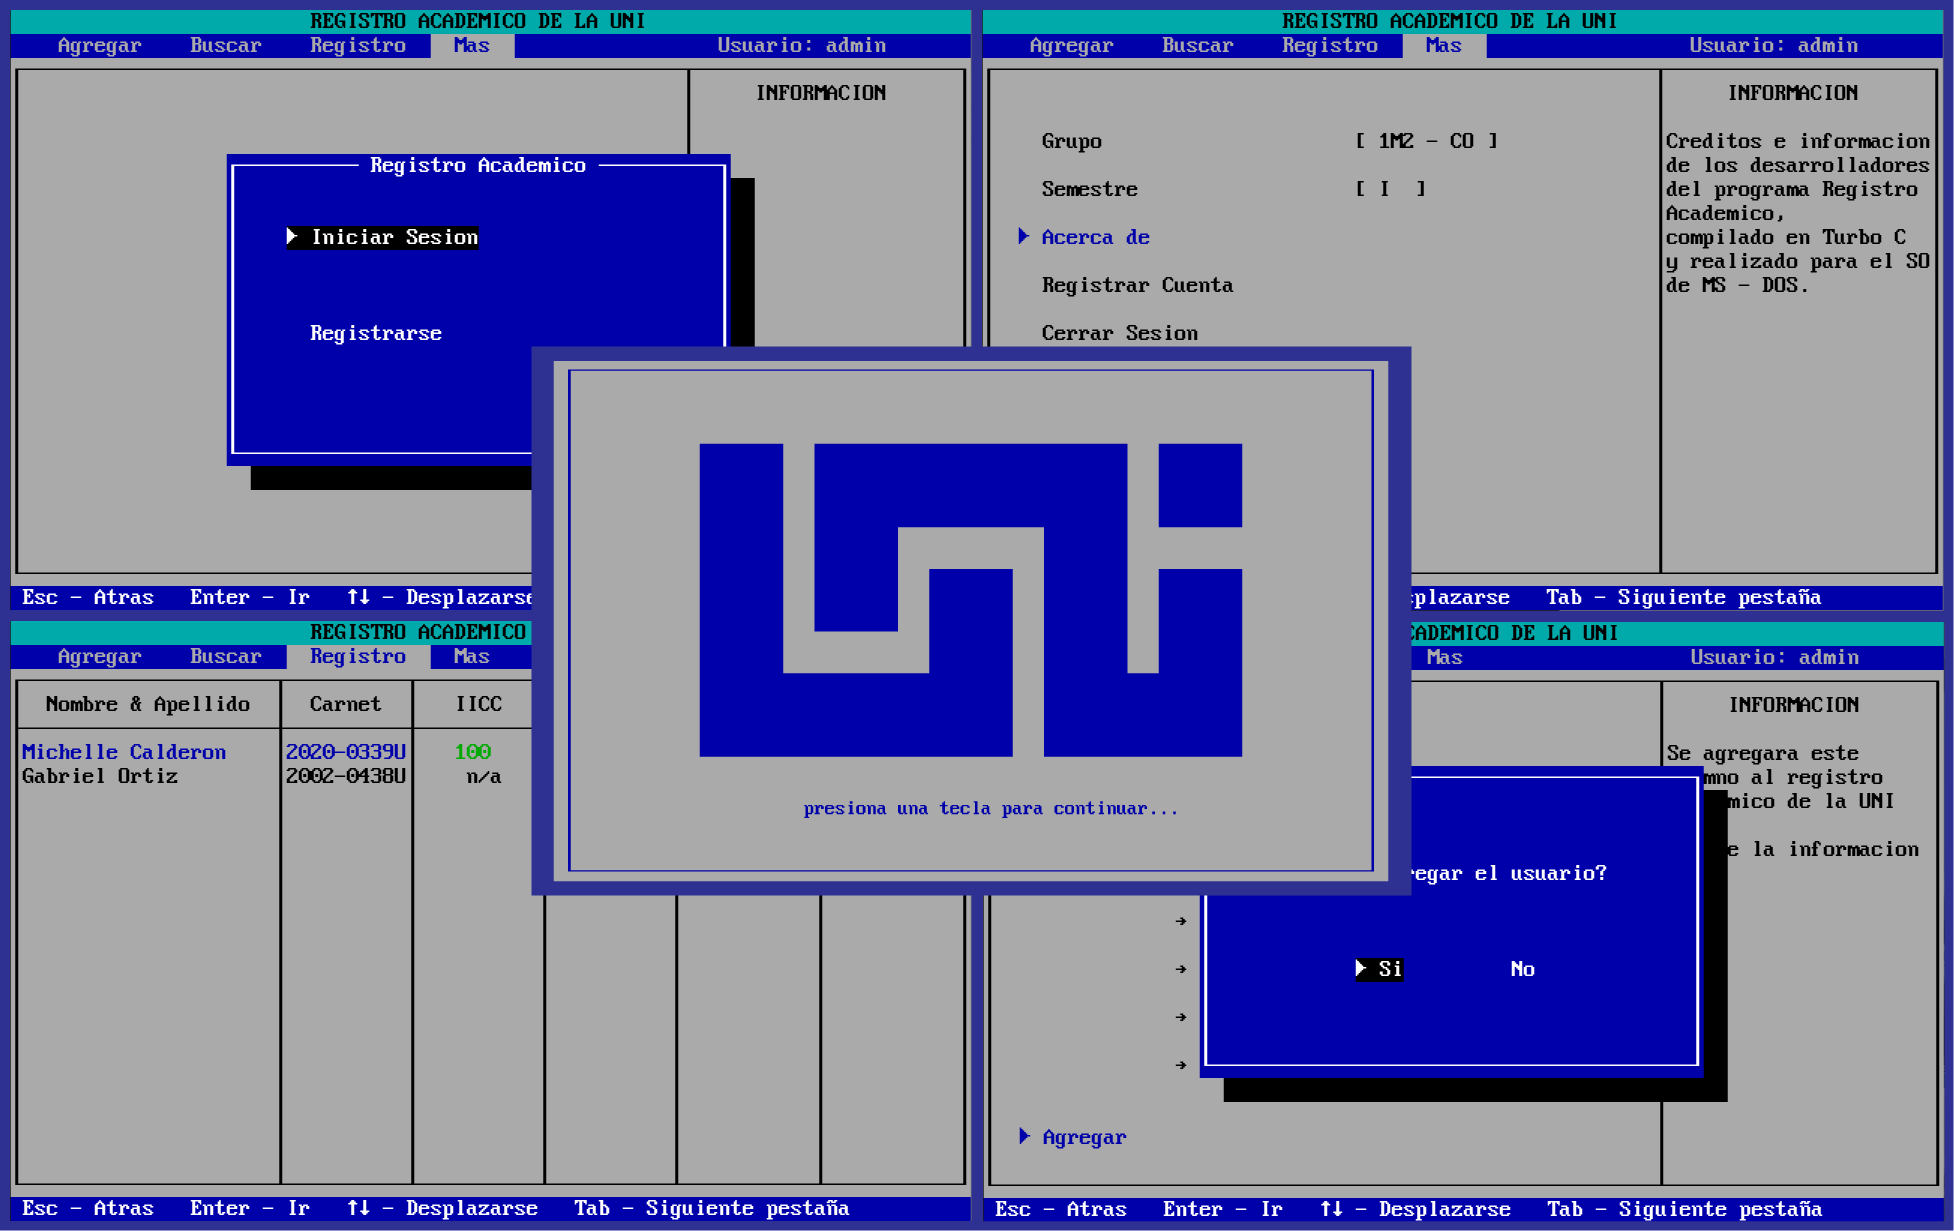 REGISTRO ACADEMICO DE LA UNI
Agregar Buscar Registro Mas Usuario: admin
INFORMACION
Registro Academico
Iniciar Sesion
Registrarse
Esc - Atras Enter - Ir ↑↓ - Desplazarse
REGISTRO ACADEMICO DE LA UNI
Agregar Buscar Registro Mas Usuario: admin
INFORMACION
Grupo [ 1M2 - CO ]
Semestre [ I ]
Acerca de
Registrar Cuenta
Cerrar Sesion
Creditos e informacion
de los desarrolladores
del programa Registro
Academico,
compilado en Turbo C
y realizado para el SO
de MS - DOS.
plazarse Tab - Siguiente pestaña
uni
presiona una tecla para continuar...
REGISTRO ACADEMICO
Agregar Buscar Registro Mas
Nombre & Apellido Carnet IICC
Michelle Calderon 2020-0339U 100
Gabriel Ortiz 2002-0438U n/a
Esc - Atras Enter - Ir ↑↓ - Desplazarse Tab - Siguiente pestaña
ADEMICO DE LA UNI
Mas Usuario: admin
INFORMACION
Se agregara este
mno al registro
mico de la UNI
e la informacion
egar el usuario?
→
→ Si No
→
→
Agregar
Esc - Atras Enter - Ir ↑↓ - Desplazarse Tab - Siguiente pestaña